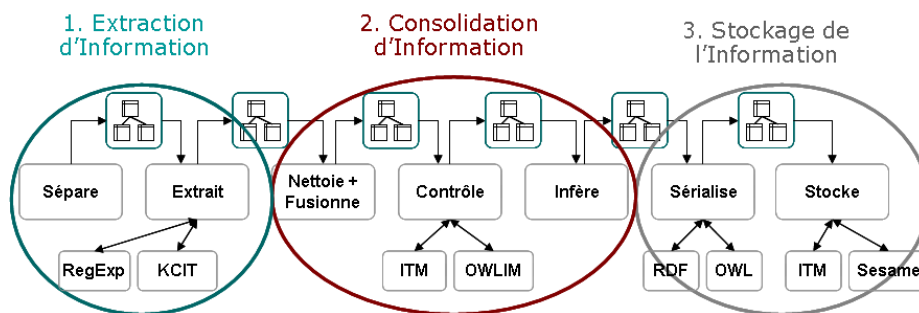 1. Extraction
d'Information
2. Consolidation
d'Information
3. Stockage de
l'Information
Sépare
Extrait
Nettoie +
Fusionne
Contrôle
Infère
Sérialise
Stocke
RegExp
KCIT
ITM
OWLIM
RDF
OWL
ITM
Sesame